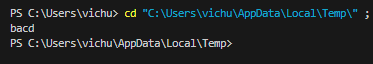 PS C:\Users\vichu> cd "C:\Users\vichu\AppData\Local\Temp\" ;
bacd
PS C:\Users\vichu\AppData\Local\Temp>